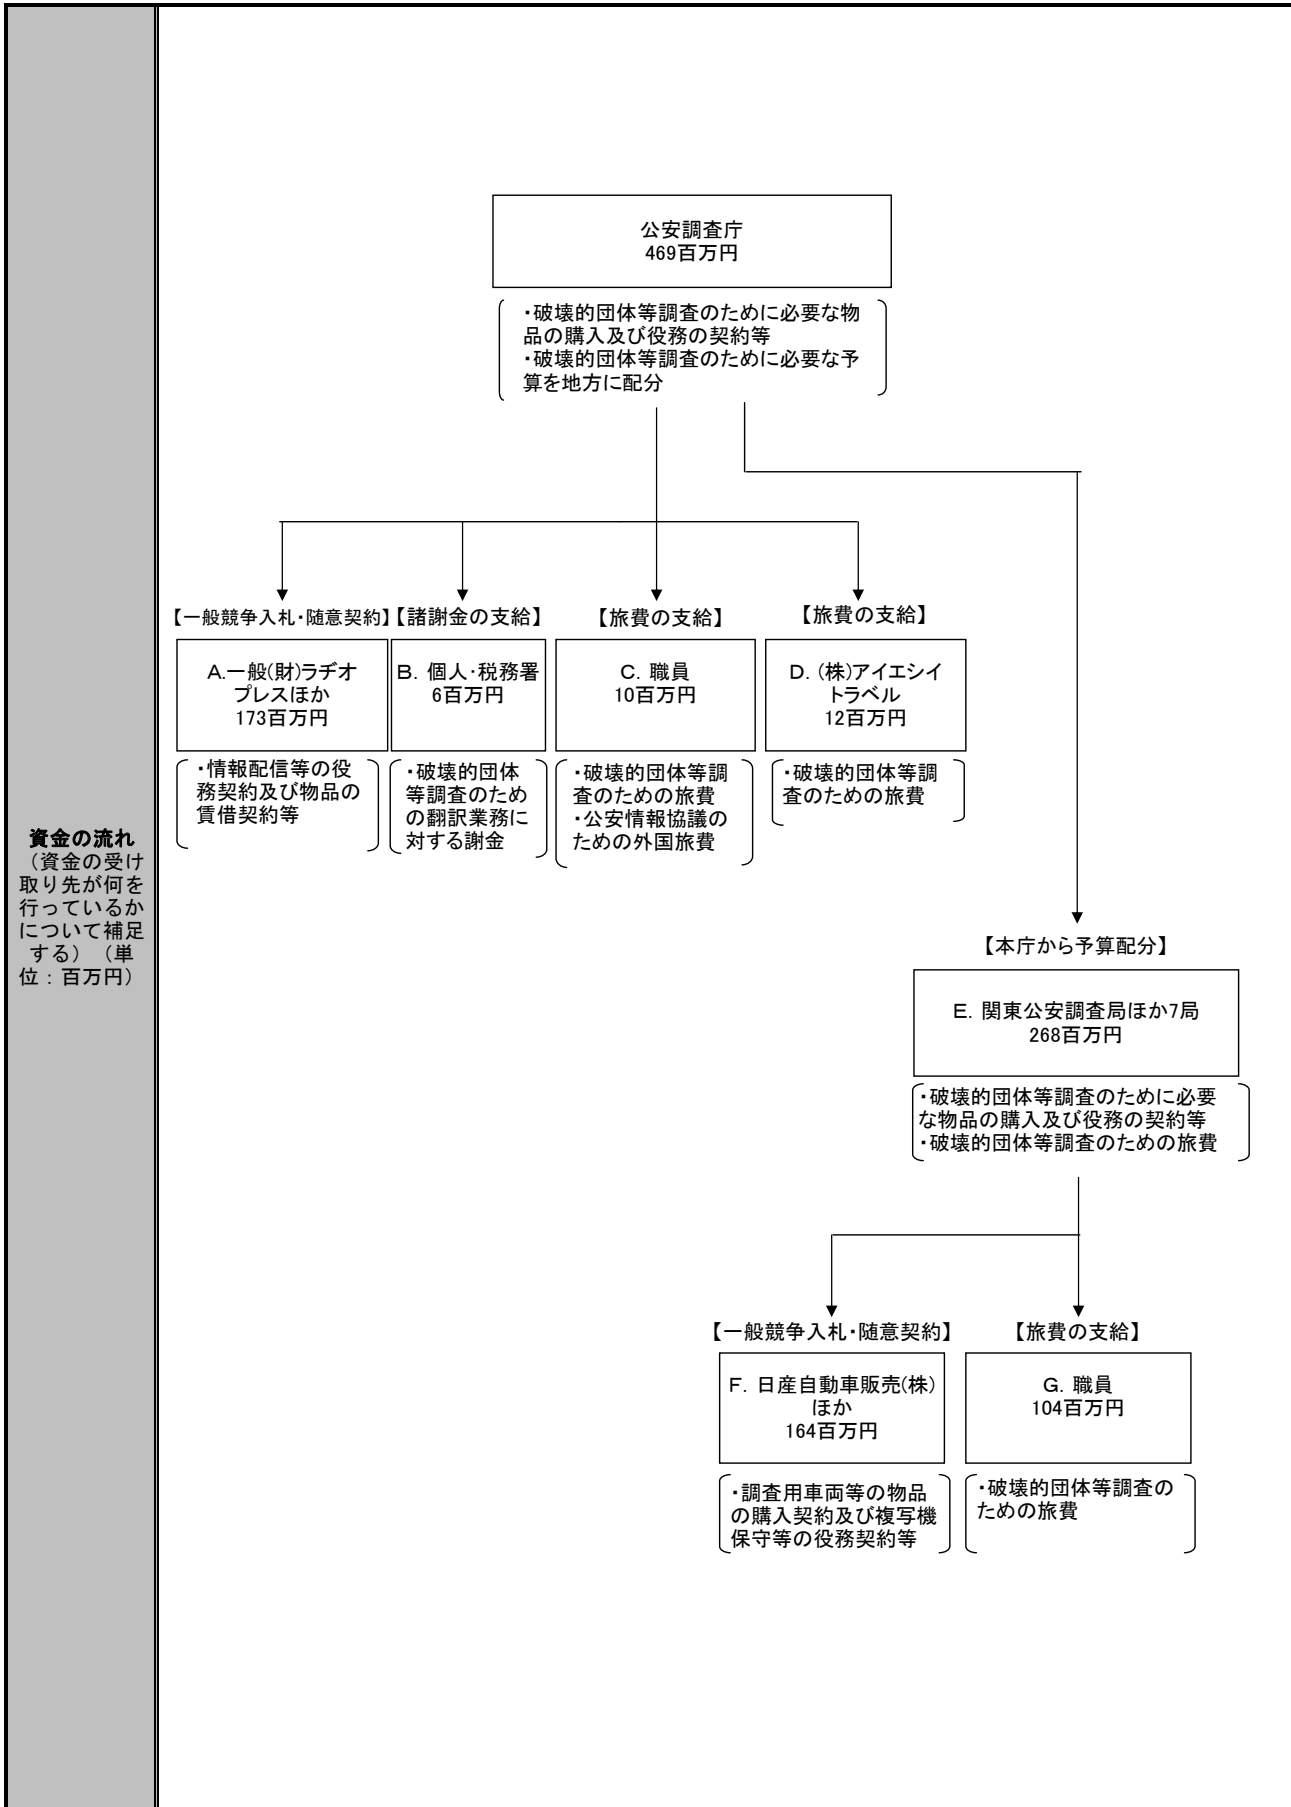 資金の流れ
(資金の受け
取り先が何を
行っているか
について補足
する) (単
位:百万円)
公安調査庁
469百万円
・破壊的団体等調査のために必要な物
品の購入及び役務の契約等
・破壊的団体等調査のために必要な予
算を地方に配分
【一般競争入札・随意契約】
A.一般(財)ラヂオ
プレスほか
173百万円
・情報配信等の役
務契約及び物品の
賃借契約等
【諸謝金の支給】
B. 個人・税務署
6百万円
・破壊的団体
等調査のため
の翻訳業務に
対する謝金
【旅費の支給】
C. 職員
10百万円
・破壊的団体等調
査のための旅費
・公安情報協議の
ための外国旅費
【旅費の支給】
D. (株)アイエシイ
トラベル
12百万円
・破壊的団体等調
査のための旅費
【本庁から予算配分】
E. 関東公安調査局ほか7局
268百万円
・破壊的団体等調査のために必要
な物品の購入及び役務の契約等
・破壊的団体等調査のための旅費
【一般競争入札・随意契約】
F. 日産自動車販売(株)
ほか
164百万円
・調査用車両等の物品
の購入契約及び複写機
保守等の役務契約等
【旅費の支給】
G. 職員
104百万円
・破壊的団体等調査の
ための旅費